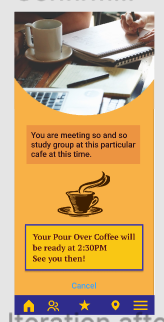 You are meeting so and so
study group at this particular
cafe at this time.
Your Pour Over Coffee will
be ready at 2:30PM
See you then!
Cancel